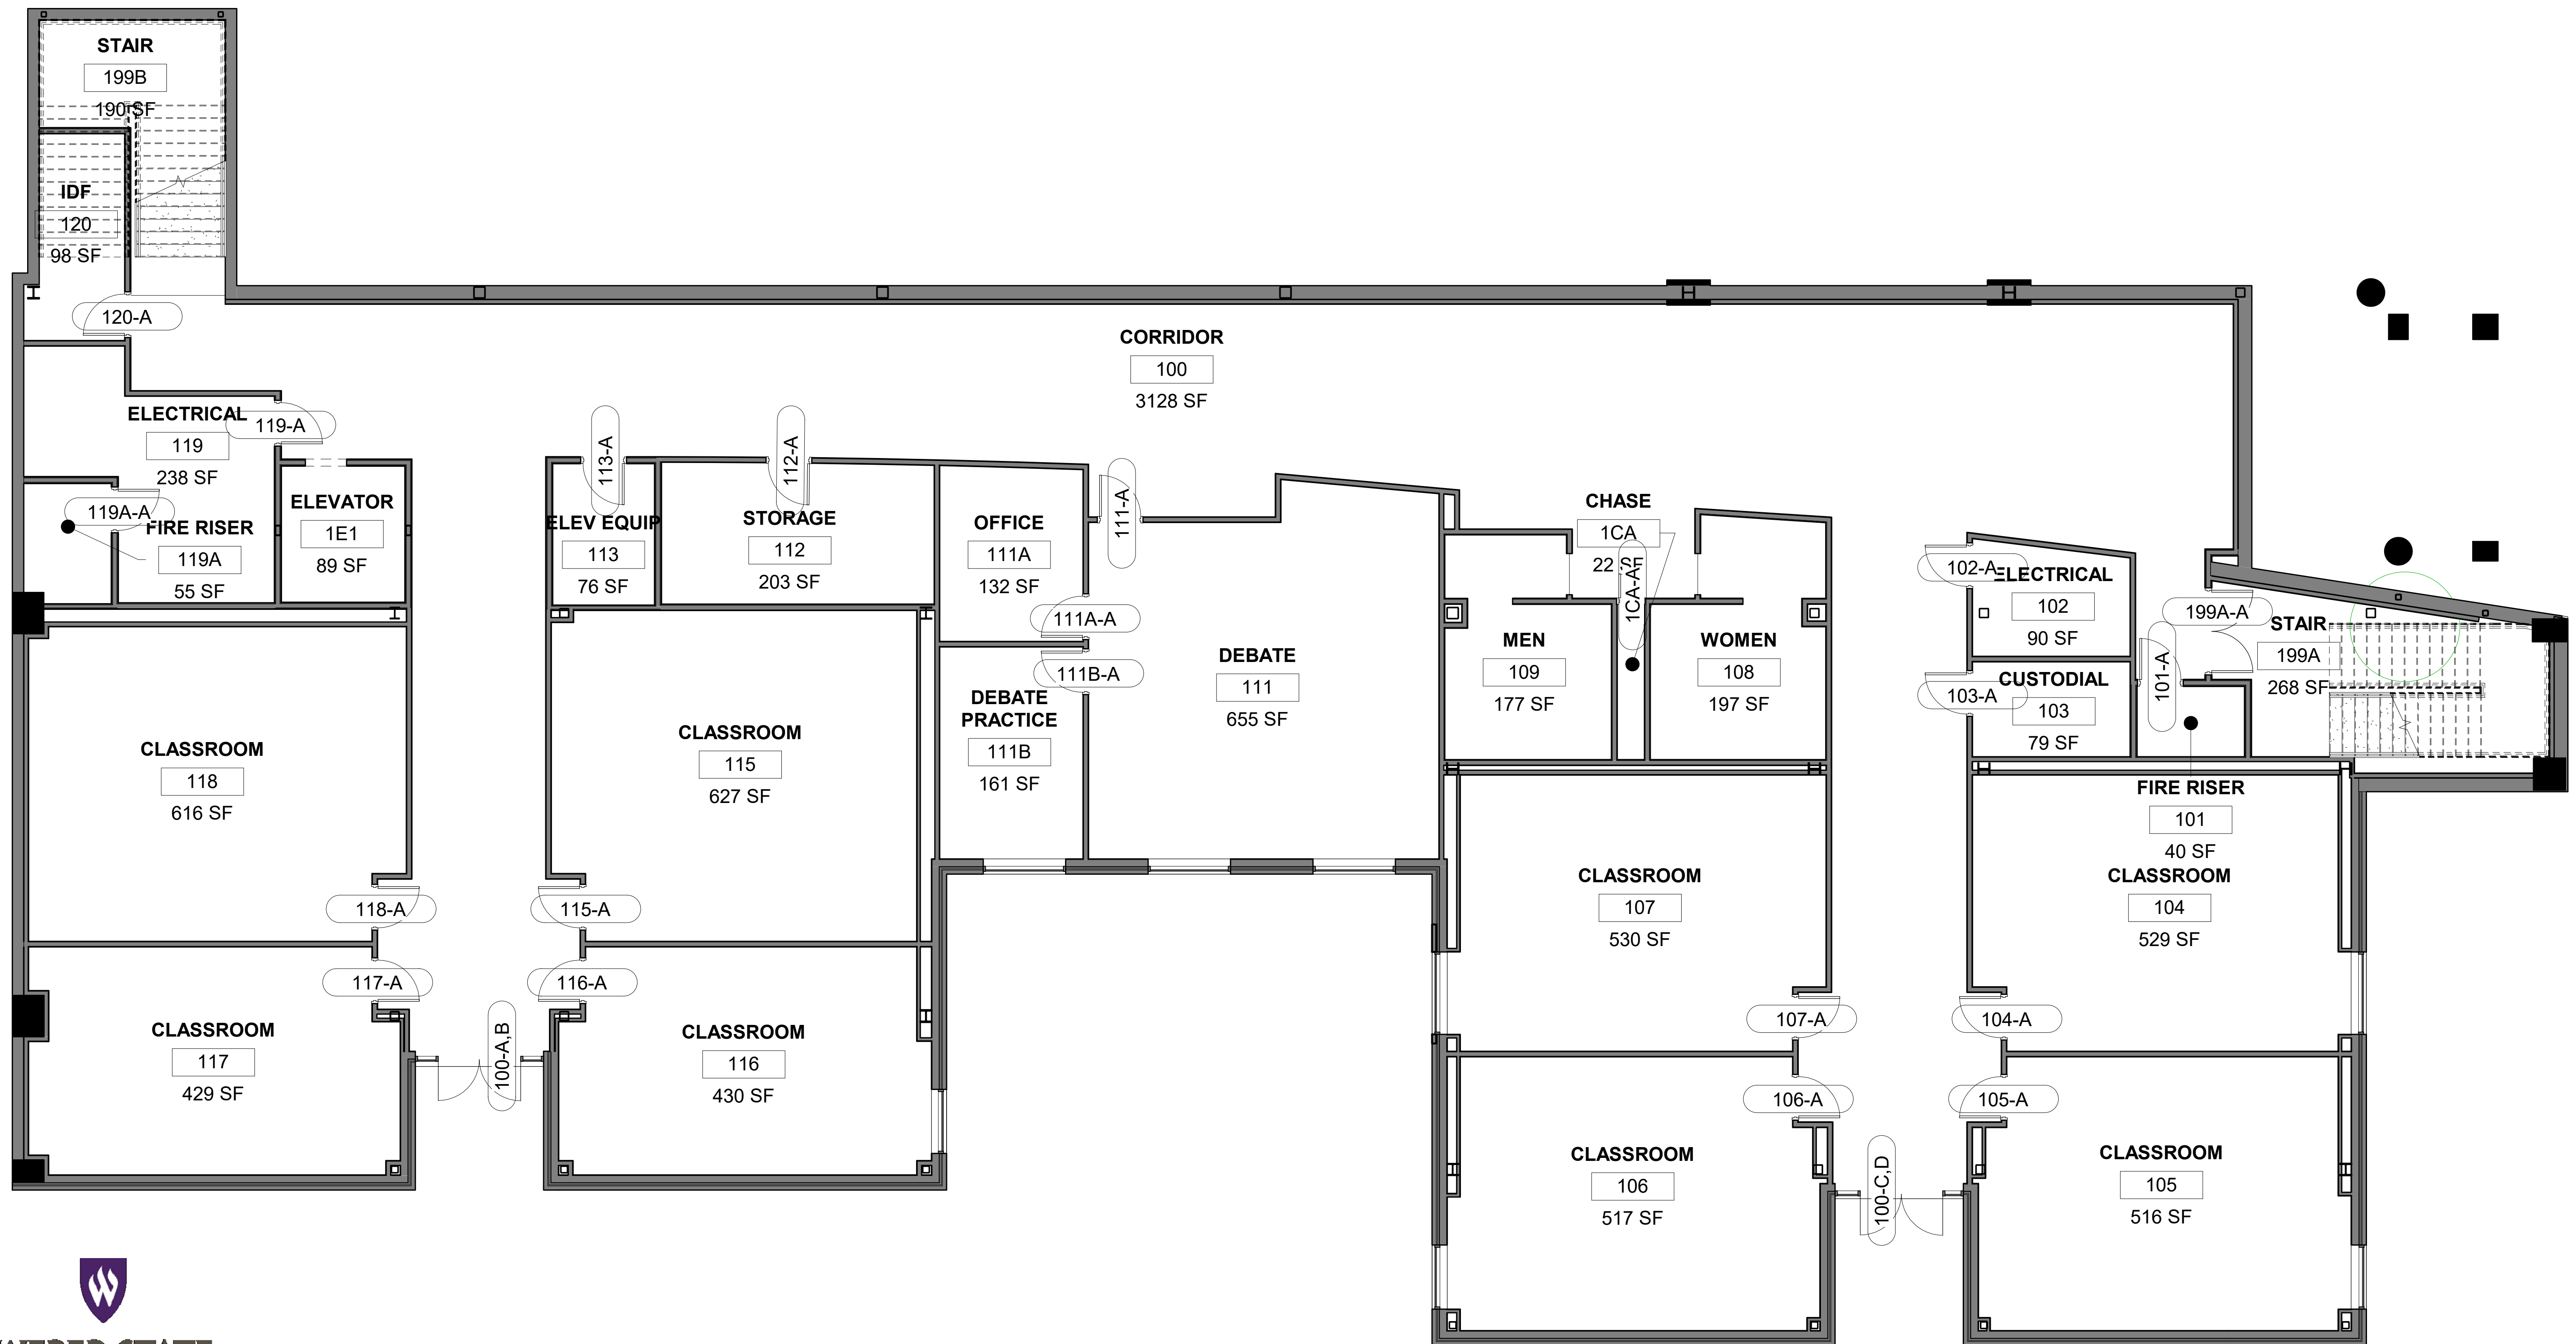 STAIR
199B
190 SF
IDF
120
98 SF
120-A
CORRIDOR
100
3128 SF
ELECTRICAL
119
238 SF
119-A
119A-A
FIRE RISER
119A
55 SF
ELEVATOR
1E1
89 SF
113-A
ELEV EQUIP
113
76 SF
112-A
STORAGE
112
203 SF
OFFICE
111A
132 SF
111-A
111A-A
111B-A
DEBATE
PRACTICE
111B
161 SF
DEBATE
111
655 SF
CHASE
1CA
22 SF
1CA-A
MEN
109
177 SF
WOMEN
108
197 SF
102-A
ELECTRICAL
102
90 SF
103-A
CUSTODIAL
103
79 SF
101-A
199A-A
STAIR
199A
268 SF
FIRE RISER
101
40 SF
CLASSROOM
118
616 SF
118-A
CLASSROOM
115
627 SF
115-A
CLASSROOM
107
530 SF
107-A
CLASSROOM
104
529 SF
104-A
CLASSROOM
117
429 SF
117-A
100-A,B
CLASSROOM
116
430 SF
116-A
CLASSROOM
106
517 SF
106-A
100-C,D
CLASSROOM
105
516 SF
105-A
W